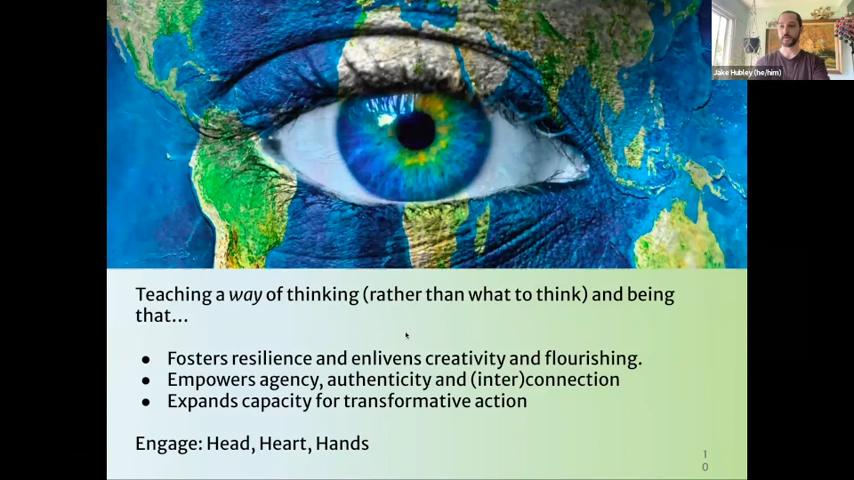 Jake Hubley (he/him)
Teaching a way of thinking (rather than what to think) and being
that...
● Fosters resilience and enlivens creativity and flourishing.
● Empowers agency, authenticity and (inter)connection
● Expands capacity for transformative action
Engage: Head, Heart, Hands
1
0